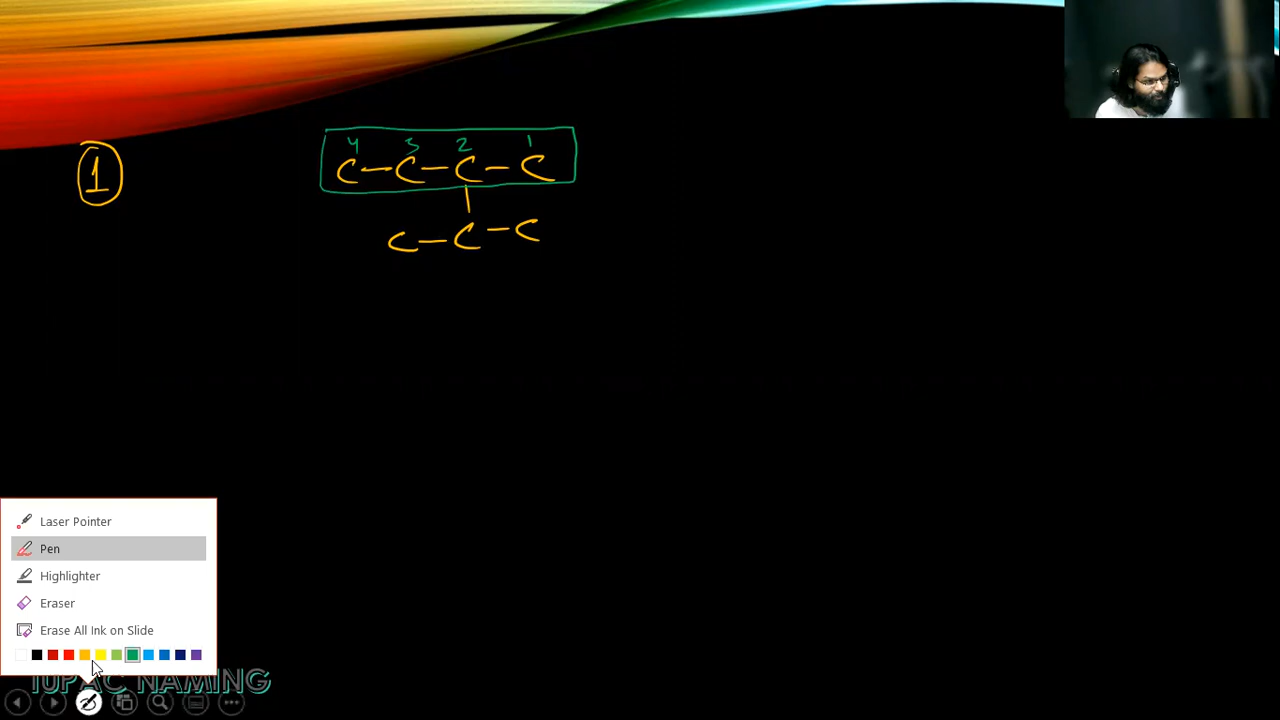 1
4 3 2 1
C-C-C-C
C-C-C
Laser Pointer
Pen
Highlighter
Eraser
Erase All Ink on Slide
IUPAC NAMING